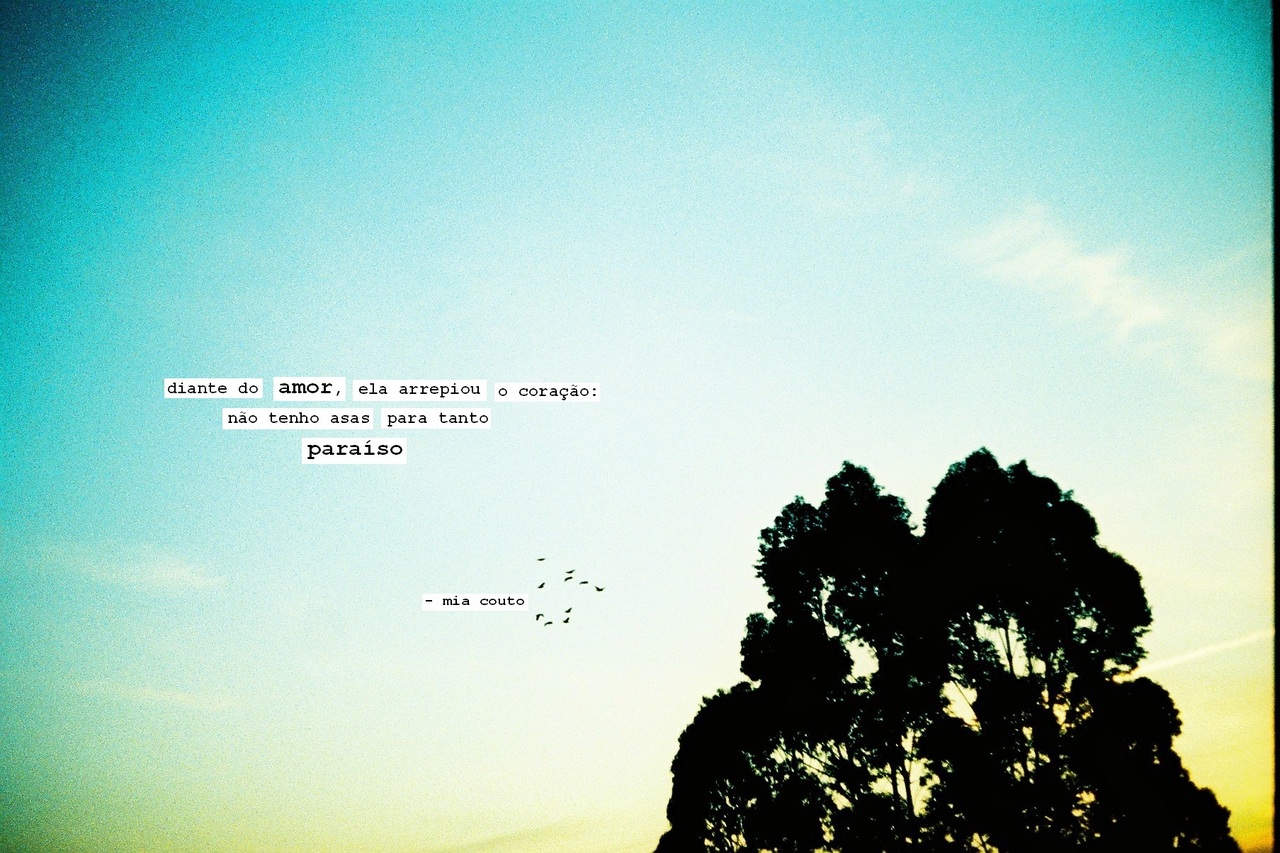 diante do amor, ela arrepiou o coração:
não tenho asas para tanto
paraíso
- mia couto